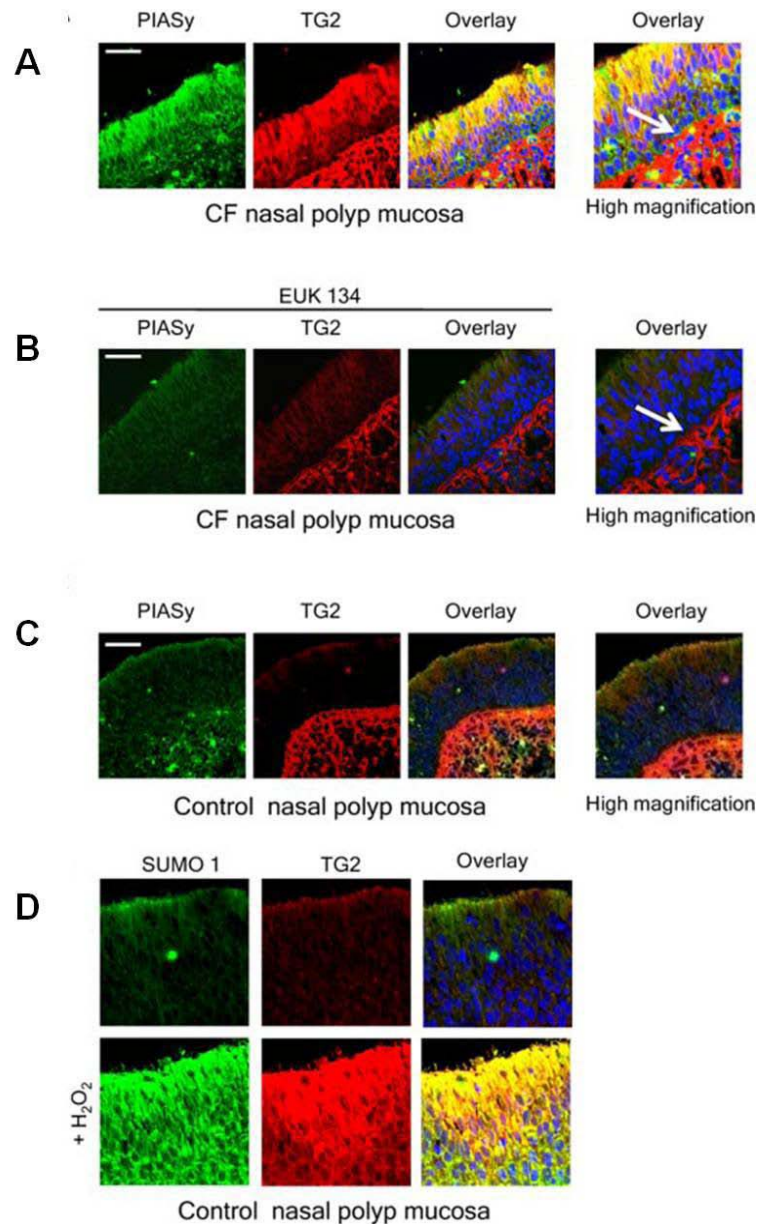 PIASy TG2 Overlay Overlay
A
CF nasal polyp mucosa High magnification
EUK 134
PIASy TG2 Overlay Overlay
B
CF nasal polyp mucosa High magnification
PIASy TG2 Overlay Overlay
C
Control nasal polyp mucosa High magnification
SUMO 1 TG2 Overlay
D
+ H₂O₂
Control nasal polyp mucosa